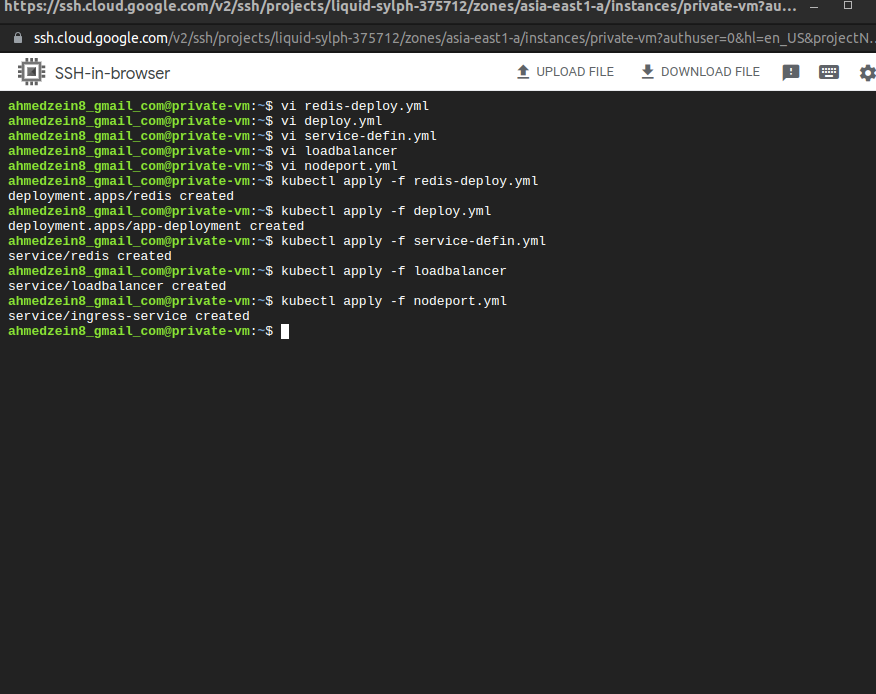 https://ssh.cloud.google.com/v2/ssh/projects/liquid-sylph-375712/zones/asia-east1-a/instances/private-vm?au...
ssh.cloud.google.com/v2/ssh/projects/liquid-sylph-375712/zones/asia-east1-a/instances/private-vm?authuser=0&hl=en_US&projectN...
SSH-in-browser UPLOAD FILE DOWNLOAD FILE
ahmedzein8_gmail_com@private-vm:~$ vi redis-deploy.yml
ahmedzein8_gmail_com@private-vm:~$ vi deploy.yml
ahmedzein8_gmail_com@private-vm:~$ vi service-defin.yml
ahmedzein8_gmail_com@private-vm:~$ vi loadbalancer
ahmedzein8_gmail_com@private-vm:~$ vi nodeport.yml
ahmedzein8_gmail_com@private-vm:~$ kubectl apply -f redis-deploy.yml
deployment.apps/redis created
ahmedzein8_gmail_com@private-vm:~$ kubectl apply -f deploy.yml
deployment.apps/app-deployment created
ahmedzein8_gmail_com@private-vm:~$ kubectl apply -f service-defin.yml
service/redis created
ahmedzein8_gmail_com@private-vm:~$ kubectl apply -f loadbalancer
service/loadbalancer created
ahmedzein8_gmail_com@private-vm:~$ kubectl apply -f nodeport.yml
service/ingress-service created
ahmedzein8_gmail_com@private-vm:~$